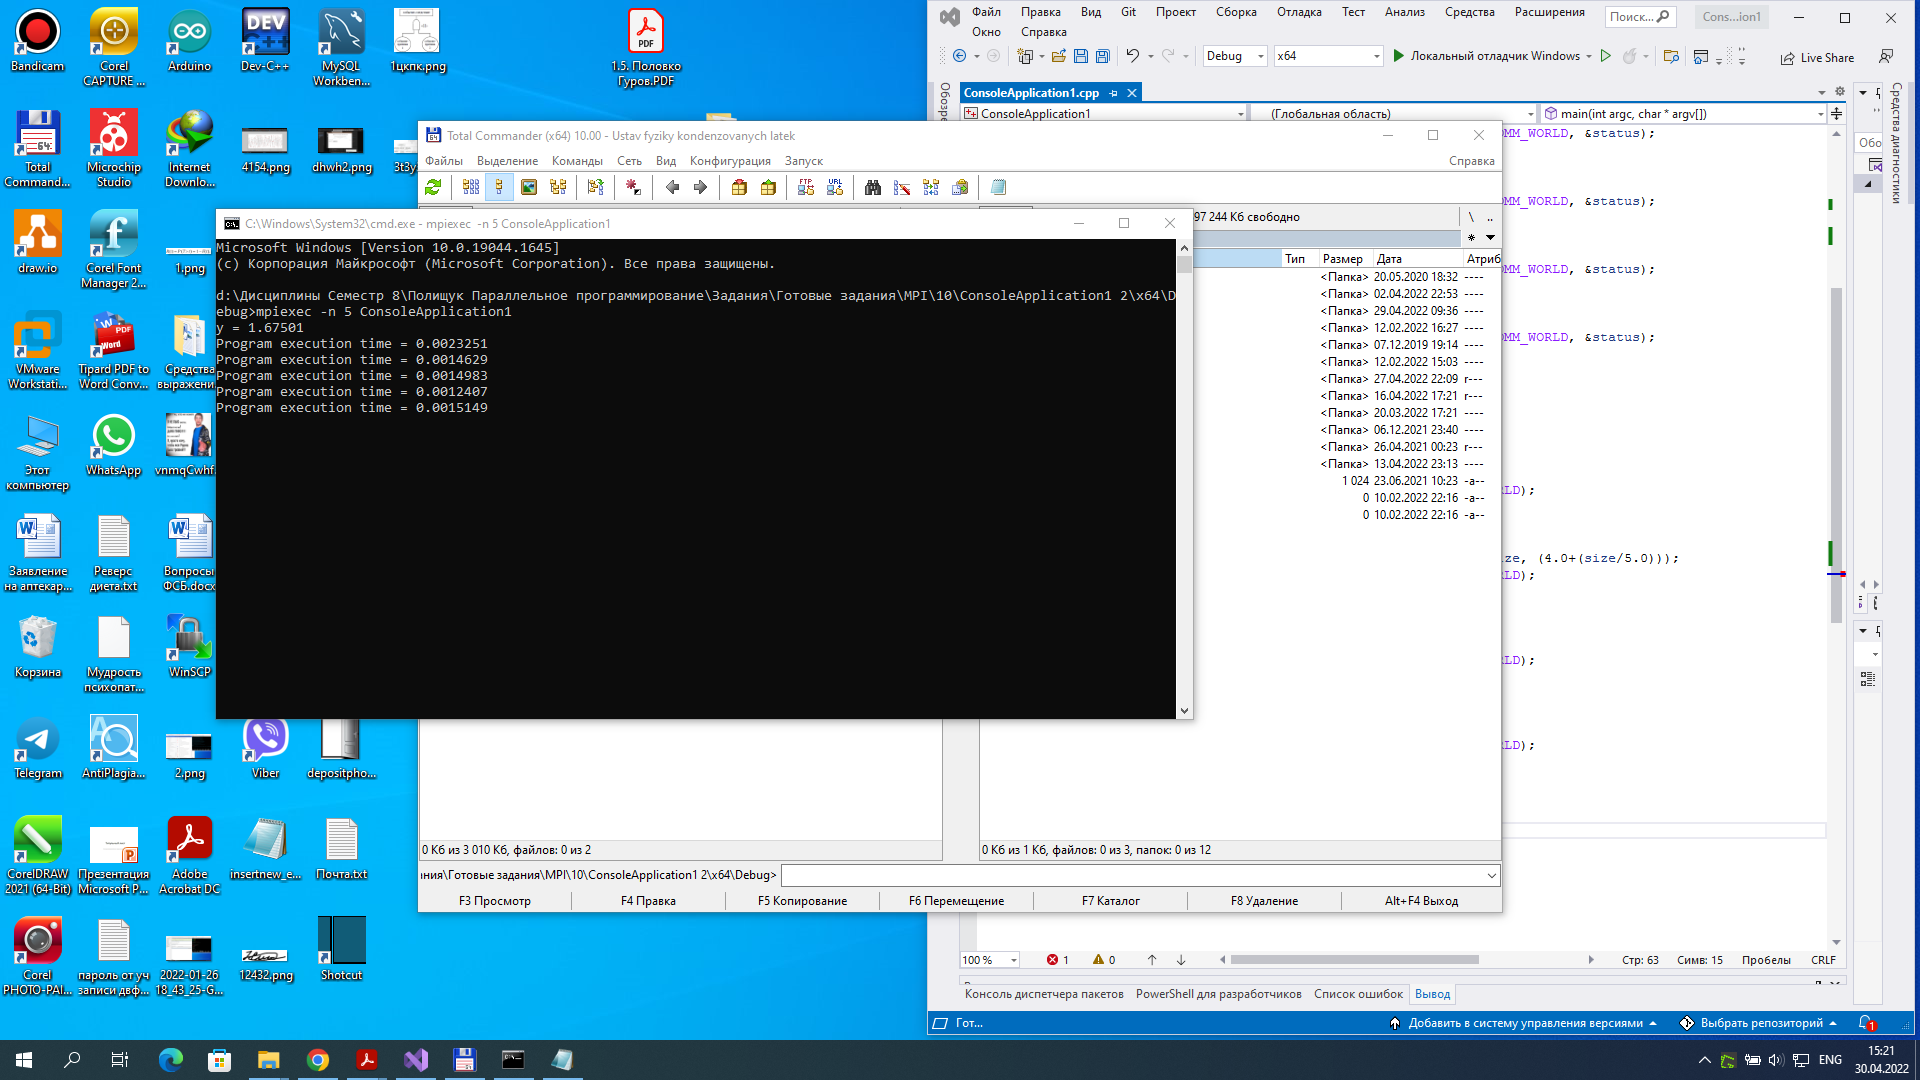 Bandicam
Corel CAPTURE ...
Arduino
Dev-C++
MySQL Workben...
1цкпк.png
1.5. Половко Гуров.PDF
Total Command...
Microchip Studio
Internet Downlo...
4154.png
dhwh2.png
3t3y
draw.io
Corel Font Manager 2...
1.png
VMware Workstati...
Tipard PDF to Word Conv...
Средства выражени
Этот компьютер
WhatsApp
vnmqCwhf
Заявление на аптекар...
Реверс диета.txt
Вопросы ФСБ.docx
Корзина
Мудрость психопат...
WinSCP
Telegram
AntiPlagia...
2.png
Viber
depositpho...
CorelDRAW 2021 (64-Bit)
Презентация Microsoft P...
Adobe Acrobat DC
insertnew_e...
Почта.txt
Corel PHOTO-PAI...
пароль от уч записи двф...
2022-01-26 18_43_25-G...
12432.png
Shotcut
Total Commander (x64) 10.00 - Ustav fyziky kondenzovanych latek
Файлы Выделение Команды Сеть Вид Конфигурация Запуск Справка
97 244 Кб свободно \ ..
* 
Тип Размер Дата Атриб
<Папка> 20.05.2020 18:32 ----
<Папка> 02.04.2022 22:53 ----
<Папка> 29.04.2022 09:36 ----
<Папка> 12.02.2022 16:27 ----
<Папка> 07.12.2019 19:14 ----
<Папка> 12.02.2022 15:03 ----
<Папка> 27.04.2022 22:09 r---
<Папка> 16.04.2022 17:21 r---
<Папка> 20.03.2022 17:21 ----
<Папка> 06.12.2021 23:40 ----
<Папка> 26.04.2021 00:23 r---
<Папка> 13.04.2022 23:13 ----
1 024 23.06.2021 10:23 -a--
0 10.02.2022 22:16 -a--
0 10.02.2022 22:16 -a--
0 Кб из 3 010 Кб, файлов: 0 из 2
0 Кб из 1 Кб, файлов: 0 из 3, папок: 0 из 12
ния\Готовые задания\MPI\10\ConsoleApplication1 2\x64\Debug>
F3 Просмотр F4 Правка F5 Копирование F6 Перемещение F7 Каталог F8 Удаление Alt+F4 Выход
C:\Windows\System32\cmd.exe - mpiexec -n 5 ConsoleApplication1
Microsoft Windows [Version 10.0.19044.1645]
(c) Корпорация Майкрософт (Microsoft Corporation). Все права защищены.
d:\Дисциплины Семестр 8\Полищук Параллельное программирование\Задания\Готовые задания\MPI\10\ConsoleApplication1 2\x64\D
ebug>mpiexec -n 5 ConsoleApplication1
y = 1.67501
Program execution time = 0.0023251
Program execution time = 0.0014629
Program execution time = 0.0014983
Program execution time = 0.0012407
Program execution time = 0.0015149
Файл Правка Вид Git Проект Сборка Отладка Тест Анализ Средства Расширения
Окно Справка
Поиск...
Cons...ion1
Debug x64 Локальный отладчик Windows
Live Share
Обозре
ConsoleApplication1.cpp
ConsoleApplication1 (Глобальная область) main(int argc, char * argv[])
OMM_WORLD, &status);
OMM_WORLD, &status);
OMM_WORLD, &status);
OMM_WORLD, &status);
LD);
ize, (4.0+(size/5.0)));
LD);
LD);
LD);
Средства диагностики
Обо
100 % 1 0 Стр: 63 Симв: 15 Пробелы CRLF
Консоль диспетчера пакетов PowerShell для разработчиков Список ошибок Вывод
Гот... Добавить в систему управления версиями Выбрать репозиторий 1
ENG
15:21
30.04.2022